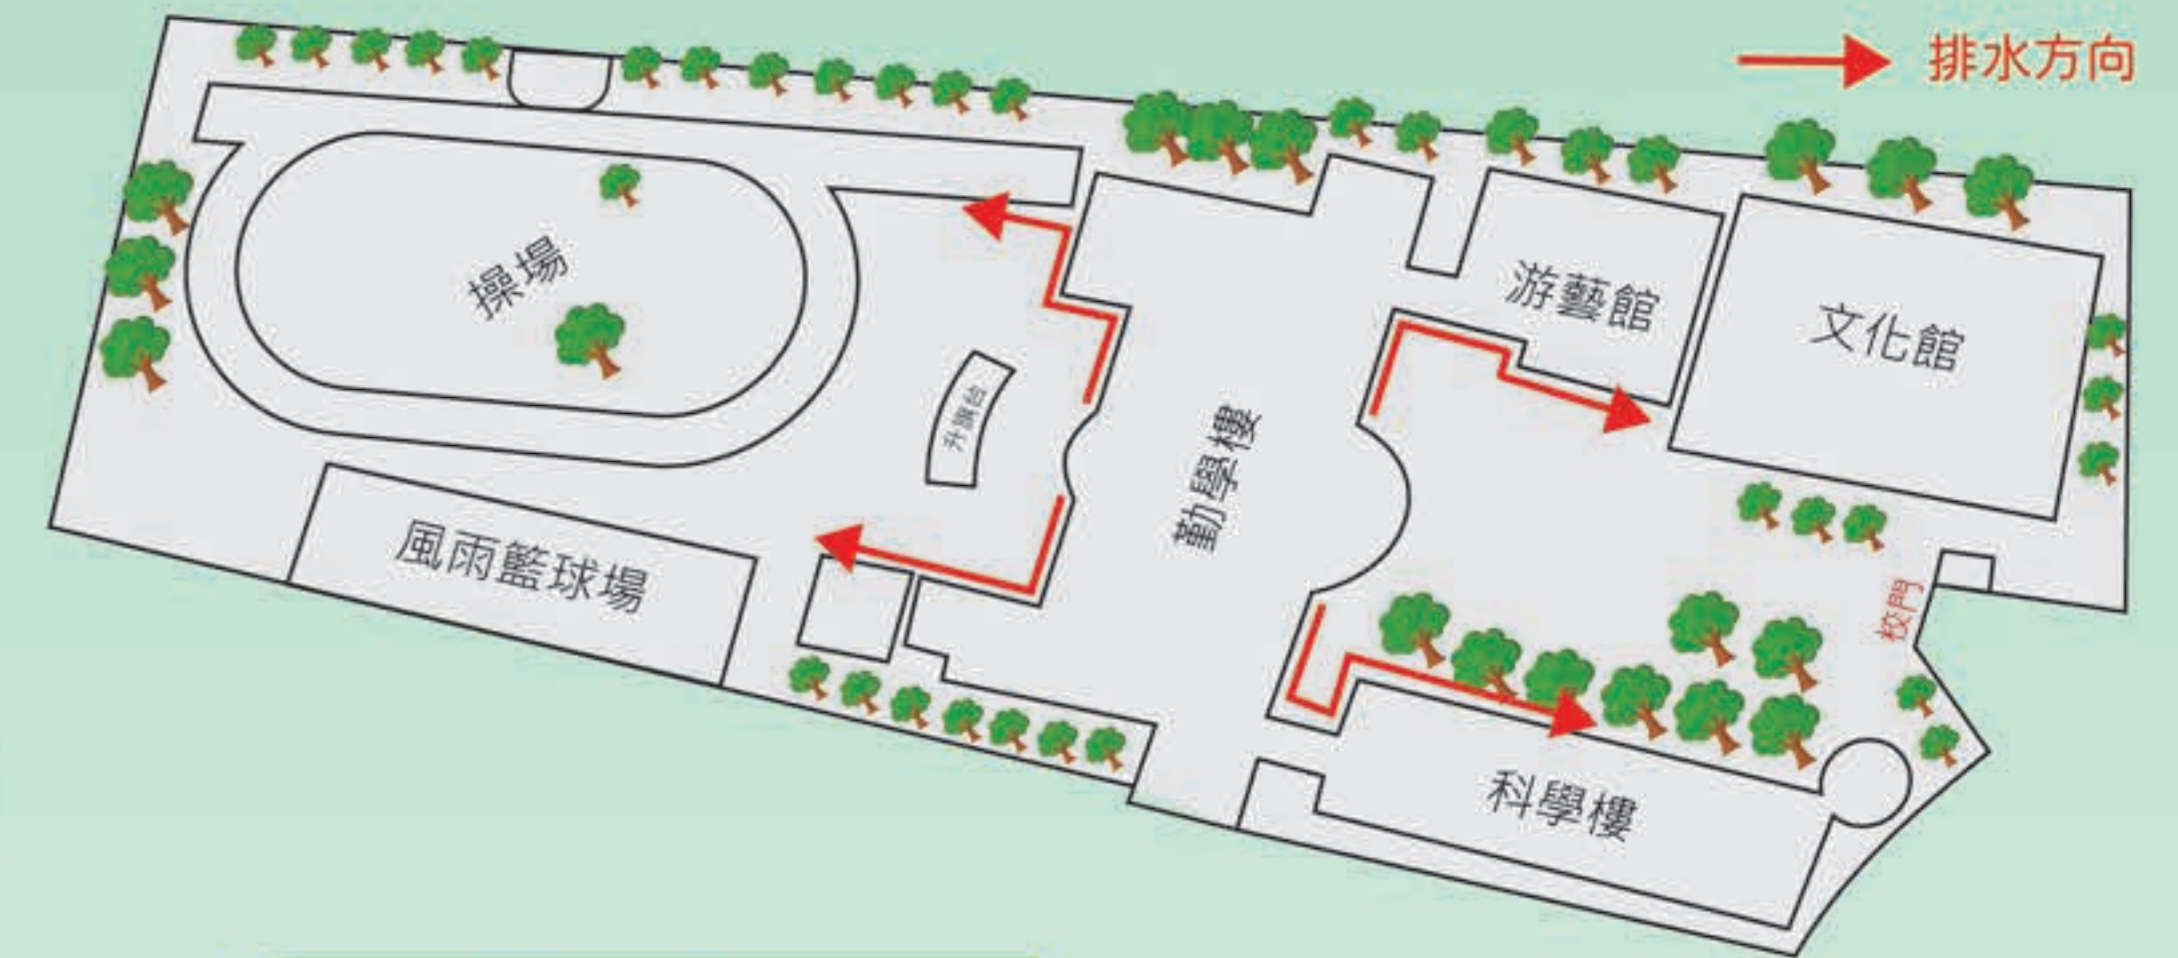 排水方向
操場
游藝館
文化館
升旗台
勤學樓
風雨籃球場
校門
科學樓